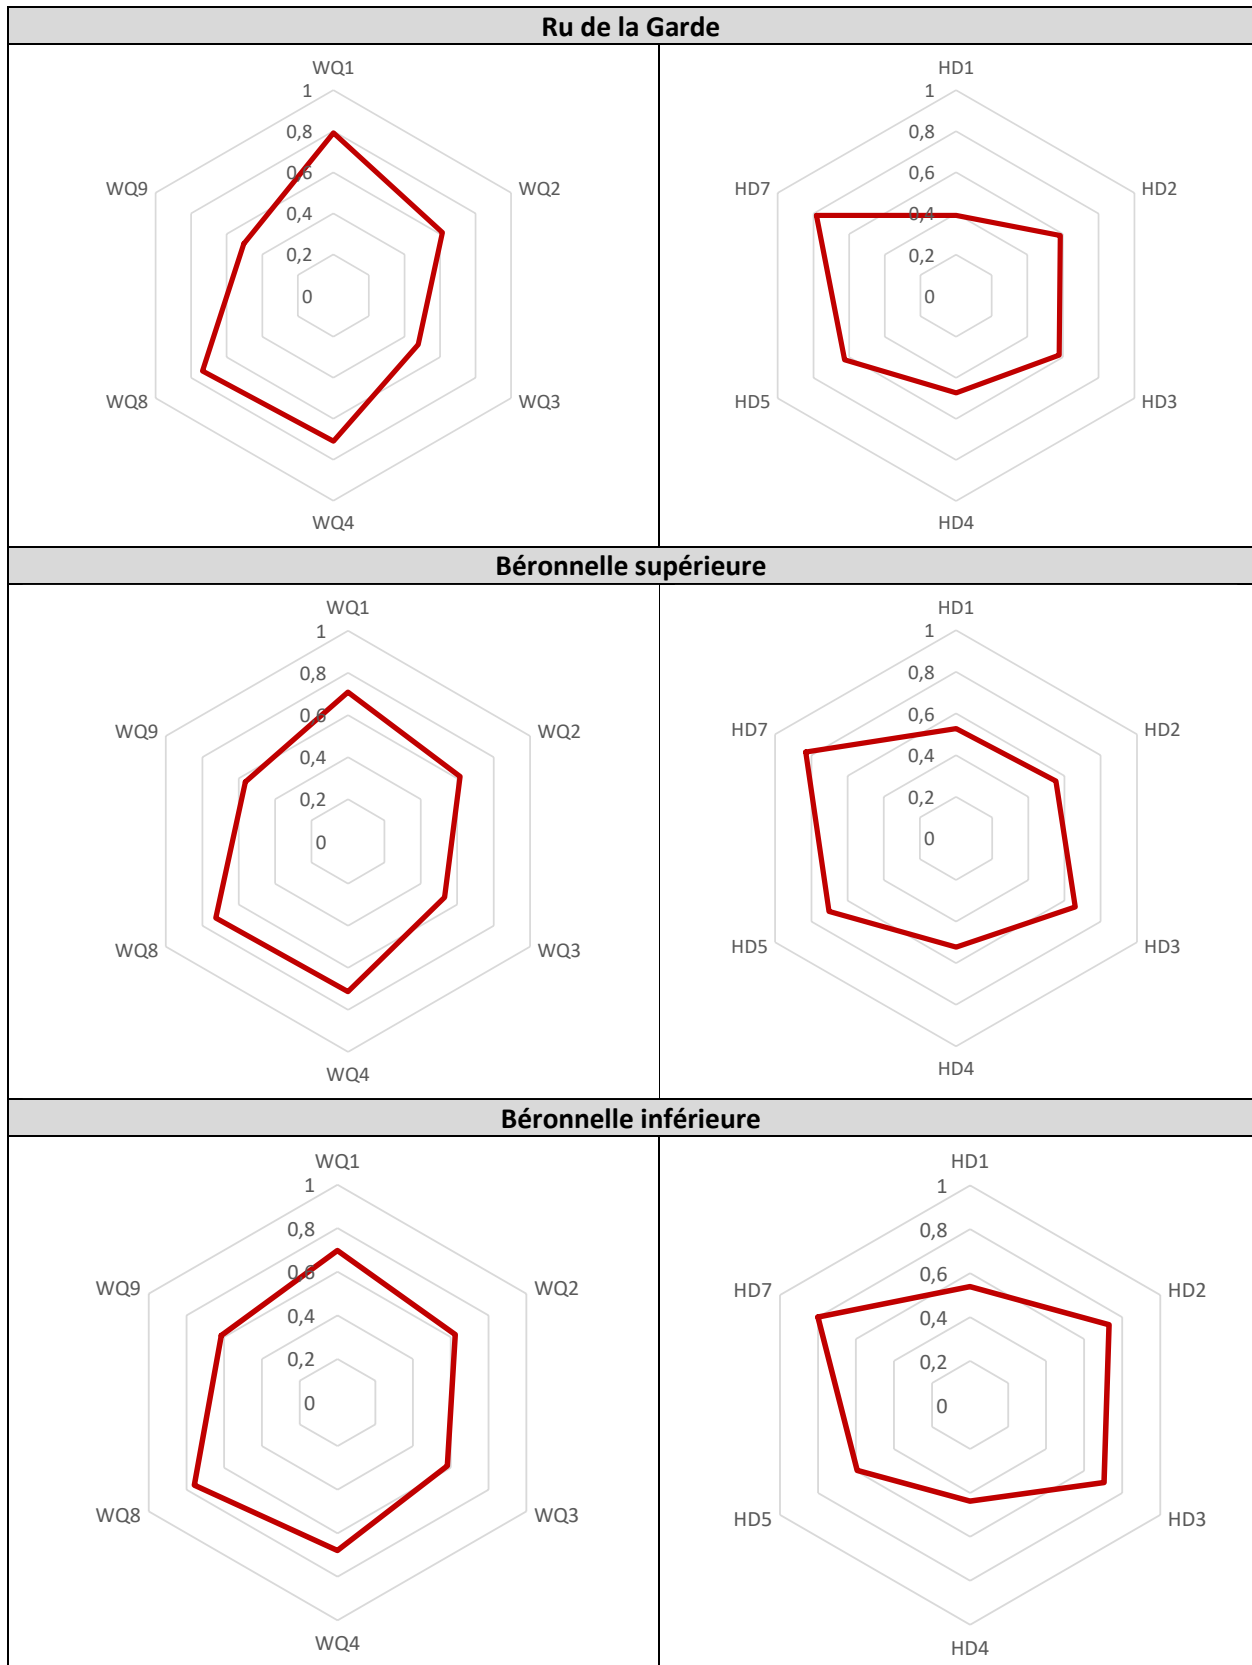 Ru de la Garde
WQ1
1
0,8
0,6
0,4
0,2
0
WQ2
WQ3
WQ4
WQ8
WQ9
HD1
1
0,8
0,6
0,4
0,2
0
HD2
HD3
HD4
HD5
HD7
Béronnelle supérieure
WQ1
1
0,8
0,6
0,4
0,2
0
WQ2
WQ3
WQ4
WQ8
WQ9
HD1
1
0,8
0,6
0,4
0,2
0
HD2
HD3
HD4
HD5
HD7
Béronnelle inférieure
WQ1
1
0,8
0,6
0,4
0,2
0
WQ2
WQ3
WQ4
WQ8
WQ9
HD1
1
0,8
0,6
0,4
0,2
0
HD2
HD3
HD4
HD5
HD7